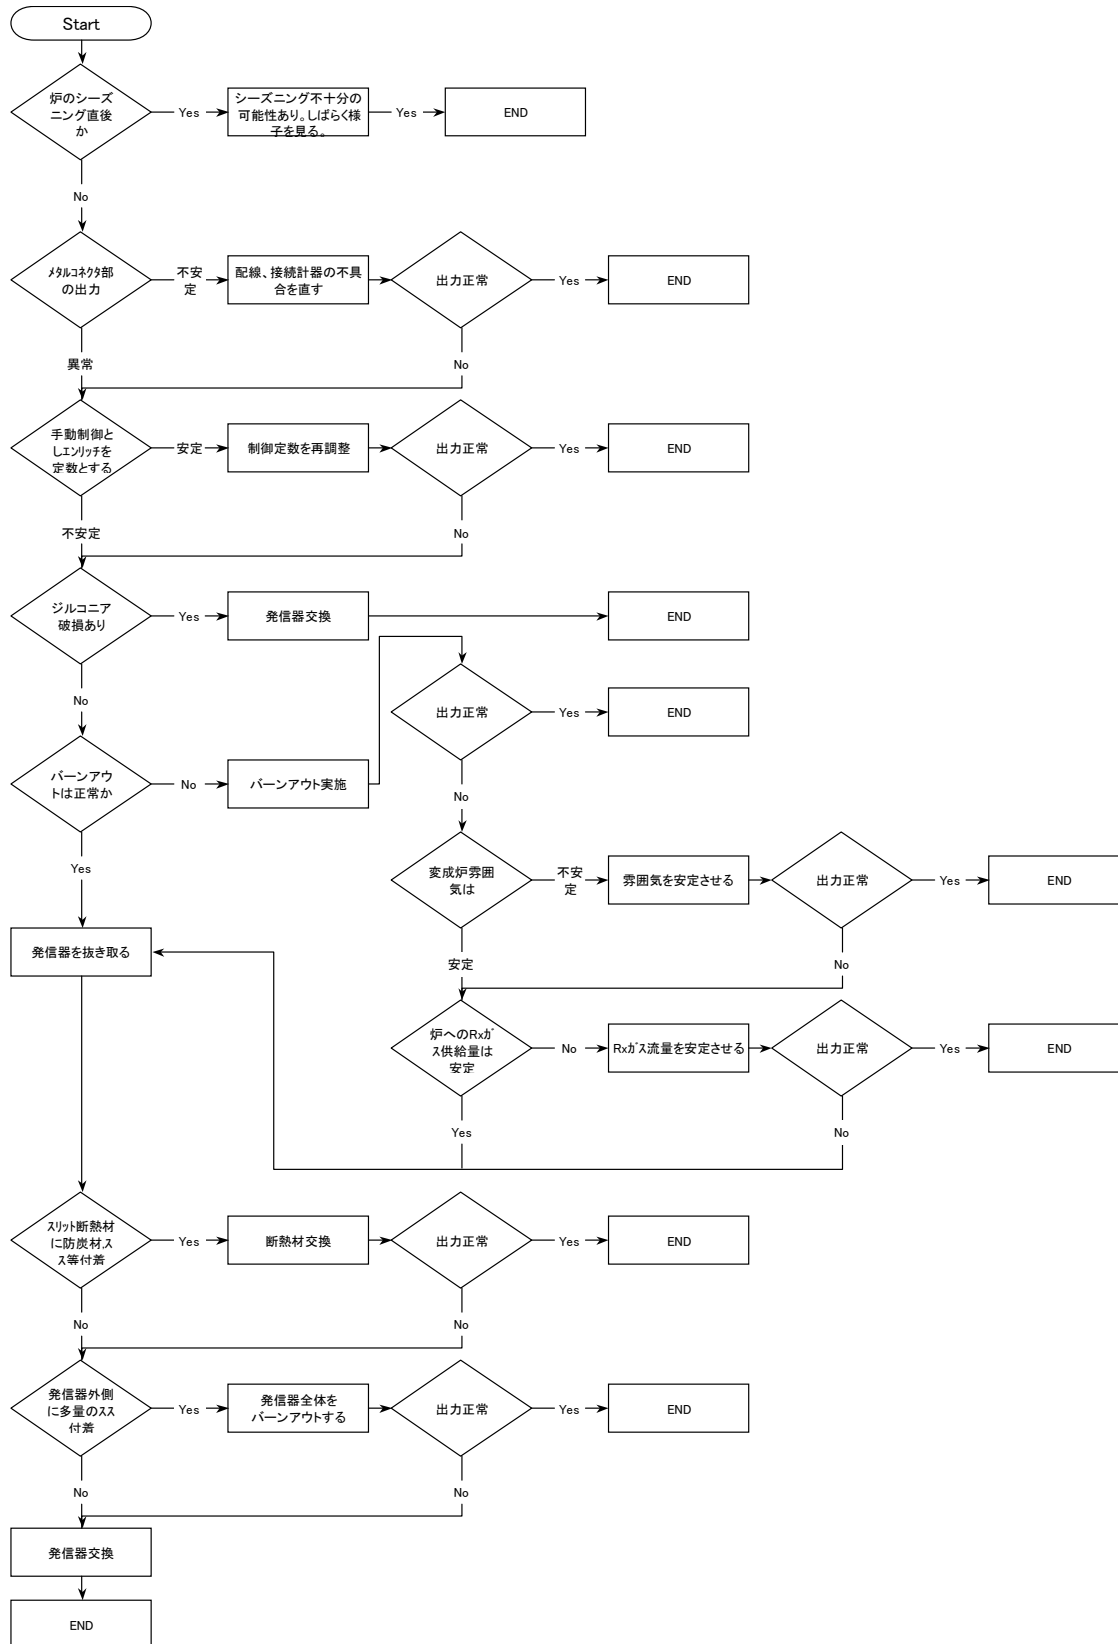 Start
炉のシーズ
ニング直後
か
Yes
シーズニング不十分の
可能性あり。しばらく様
子を見る。
Yes
END
No
ﾒﾀﾙｺﾈｸﾀ部
の出力
不安
定
配線、接続計器の不具
合を直す
出力正常
Yes
END
異常
No
手動制御と
しｴﾝﾘｯﾁを
定数とする
安定
制御定数を再調整
出力正常
Yes
END
不安定
No
ジルコニア
破損あり
Yes
発信器交換
END
No
出力正常
Yes
END
バーンアウ
トは正常か
No
バーンアウト実施
No
Yes
変成炉雰囲
気は
不安
定
雰囲気を安定させる
出力正常
Yes
END
発信器を抜き取る
安定
No
炉へのRxｶﾞ
ｽ供給量は
安定
No
Rxｶﾞｽ流量を安定させる
出力正常
Yes
END
Yes
No
ｽﾘｯﾄ断熱材
に防炭材,ｽ
ｽ等付着
Yes
断熱材交換
出力正常
Yes
END
No
No
発信器外側
に多量のｽｽ
付着
Yes
発信器全体を
バーンアウトする
出力正常
Yes
END
No
No
発信器交換
END